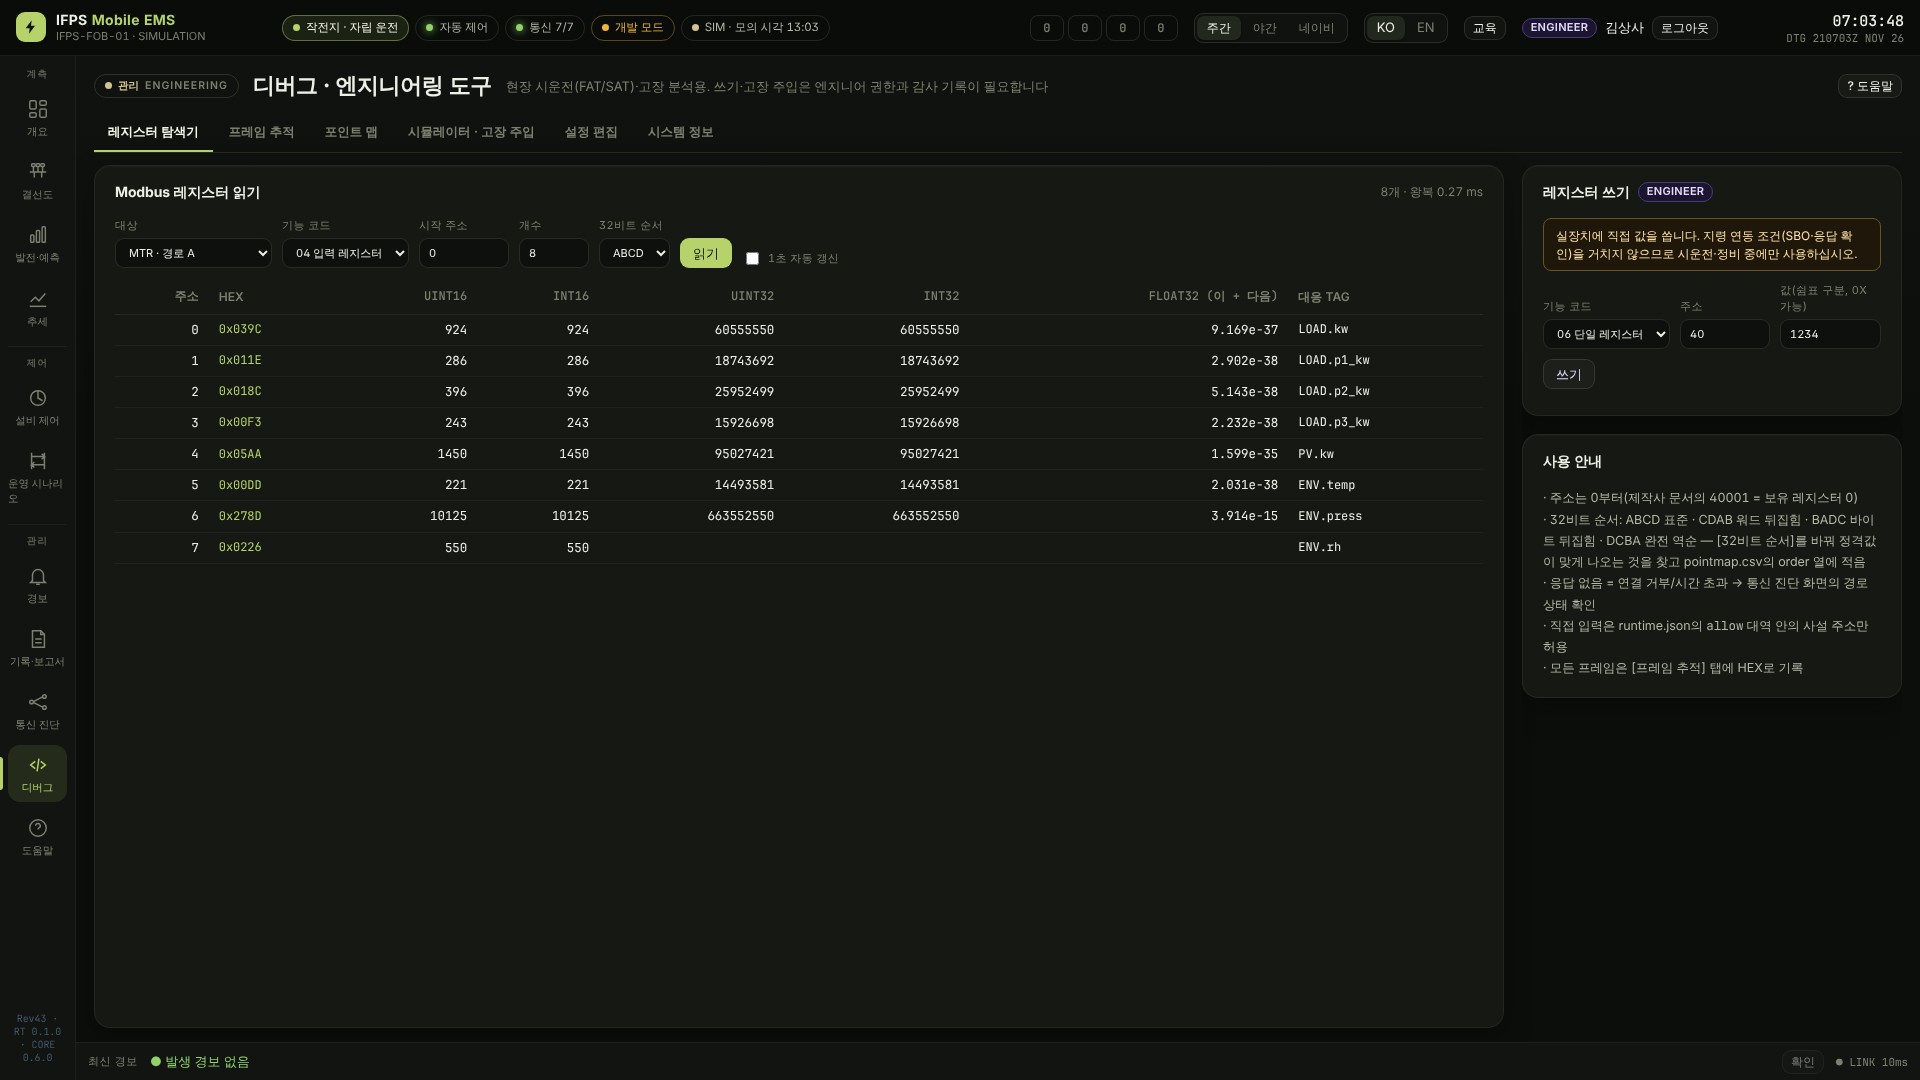 IFPS Mobile EMS
IFPS-FOB-01 · SIMULATION
작전지 · 자립 운전
자동 제어
통신 7/7
개발 모드
SIM · 모의 시각 13:03
0 0 0 0
주간 야간 네이비
KO EN
교육
ENGINEER 김상사 로그아웃
07:03:48
DTG 210703Z NOV 26
계측
개요
결선도
발전·예측
추세
제어
설비 제어
운영 시나리
오
관리
경보
기록·보고서
통신 진단
디버그
도움말
Rev43 ·
RT 0.1.0
· CORE
0.6.0
관리 ENGINEERING
디버그 · 엔지니어링 도구
현장 시운전(FAT/SAT)·고장 분석용. 쓰기·고장 주입은 엔지니어 권한과 감사 기록이 필요합니다
? 도움말
레지스터 탐색기 프레임 추적 포인트 맵 시뮬레이터 · 고장 주입 설정 편집 시스템 정보
Modbus 레지스터 읽기
8개 · 왕복 0.27 ms
대상 기능 코드 시작 주소 개수 32비트 순서
MTR · 경로 A 04 입력 레지스터 0 8 ABCD 읽기 1초 자동 갱신
주소 HEX UINT16 INT16 UINT32 INT32 FLOAT32 (이 + 다음) 대응 TAG
0 0x039C 924 924 60555550 60555550 9.169e-37 LOAD.kw
1 0x011E 286 286 18743692 18743692 2.902e-38 LOAD.p1_kw
2 0x018C 396 396 25952499 25952499 5.143e-38 LOAD.p2_kw
3 0x00F3 243 243 15926698 15926698 2.232e-38 LOAD.p3_kw
4 0x05AA 1450 1450 95027421 95027421 1.599e-35 PV.kw
5 0x00DD 221 221 14493581 14493581 2.031e-38 ENV.temp
6 0x278D 10125 10125 663552550 663552550 3.914e-15 ENV.press
7 0x0226 550 550 ENV.rh
레지스터 쓰기 ENGINEER
실장치에 직접 값을 씁니다. 지령 연동 조건(SBO·응답 확
인)을 거치지 않으므로 시운전·정비 중에만 사용하십시오.
기능 코드 주소 값(쉼표 구분, 0X
가능)
06 단일 레지스터 40 1234
쓰기
사용 안내
· 주소는 0부터(제작사 문서의 40001 = 보유 레지스터 0)
· 32비트 순서: ABCD 표준 · CDAB 워드 뒤집힘 · BADC 바이
트 뒤집힘 · DCBA 완전 역순 — [32비트 순서]를 바꿔 정격값
이 맞게 나오는 것을 찾고 pointmap.csv의 order 열에 적음
· 응답 없음 = 연결 거부/시간 초과 → 통신 진단 화면의 경로
상태 확인
· 직접 입력은 runtime.json의 allow 대역 안의 사설 주소만
허용
· 모든 프레임은 [프레임 추적] 탭에 HEX로 기록
최신 경보 발생 경보 없음
확인 LINK 10ms